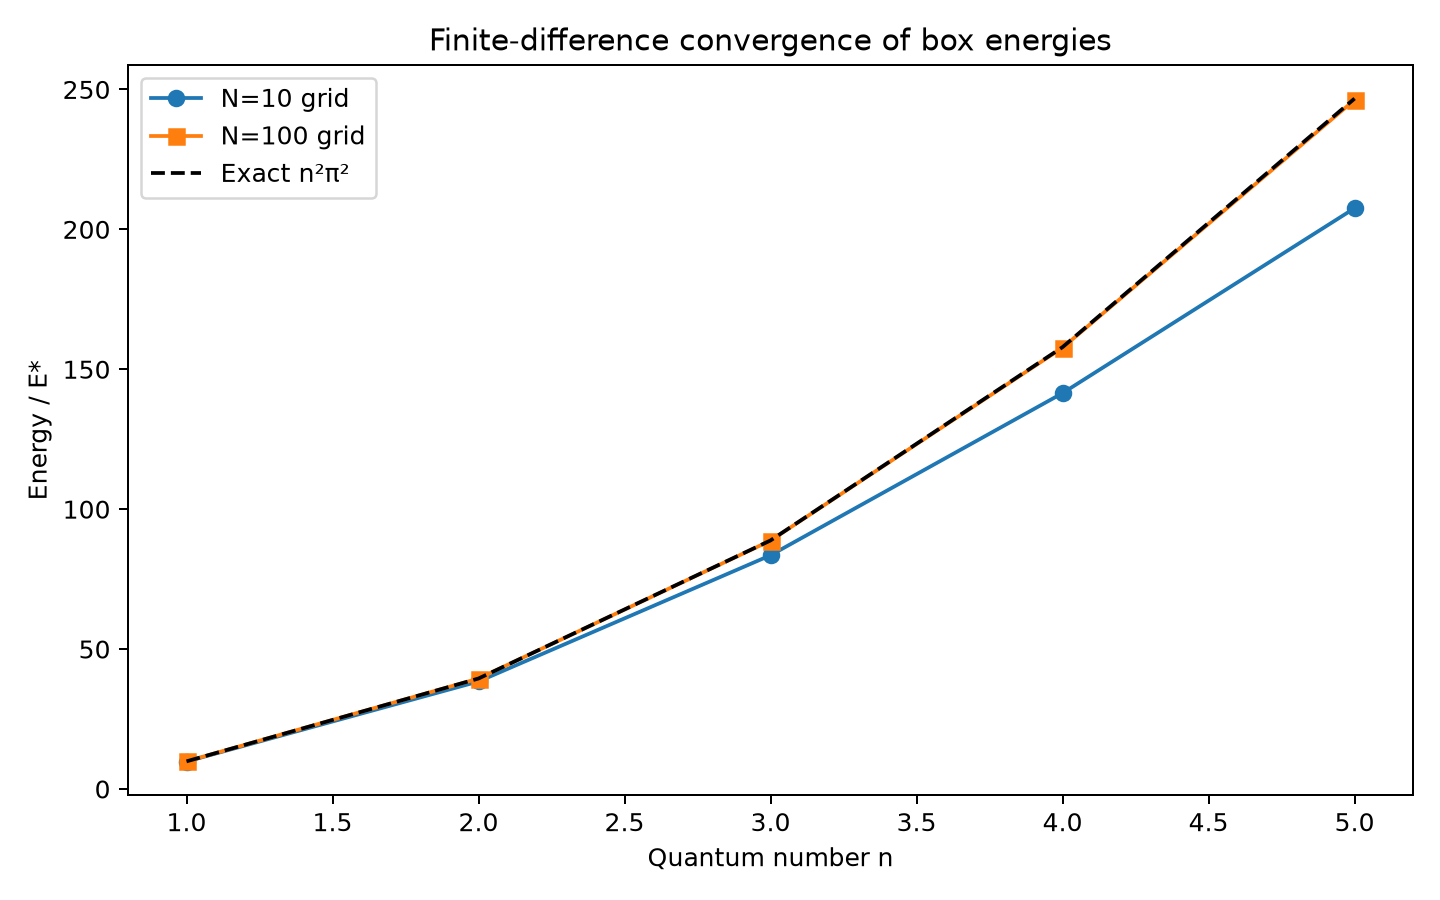 Finite-difference convergence of box energies
N=10 grid
N=100 grid
Exact n²π²
Energy / E*
250
200
150
100
50
0
1.0 1.5 2.0 2.5 3.0 3.5 4.0 4.5 5.0
Quantum number n